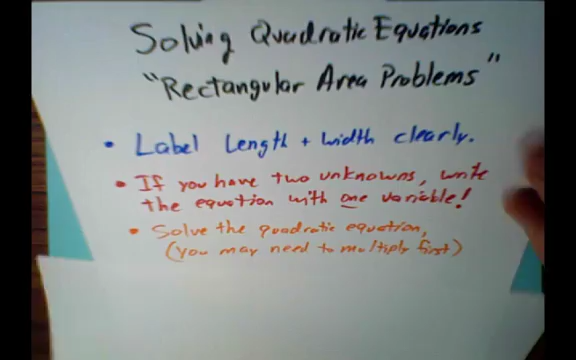 Solving Quadratic Equations
"Rectangular Area Problems"
• Label Length + width clearly.
• If you have two unknowns, write
the equation with one variable!
• Solve the quadratic equation,
(you may need to multiply first)